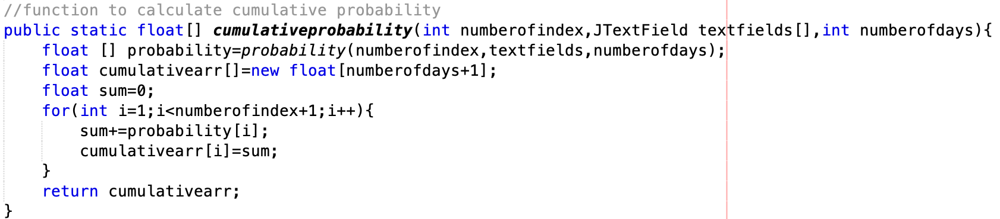 //function to calculate cumulative probability
public static float[] cumulativeprobability(int numberofindex,JTextField textfields[],int numberofdays){
    float [] probability=probability(numberofindex,textfields,numberofdays);
    float cumulativearr[]=new float[numberofdays+1];
    float sum=0;
    for(int i=1;i<numberofindex+1;i++){
        sum+=probability[i];
        cumulativearr[i]=sum;
    }
    return cumulativearr;
}